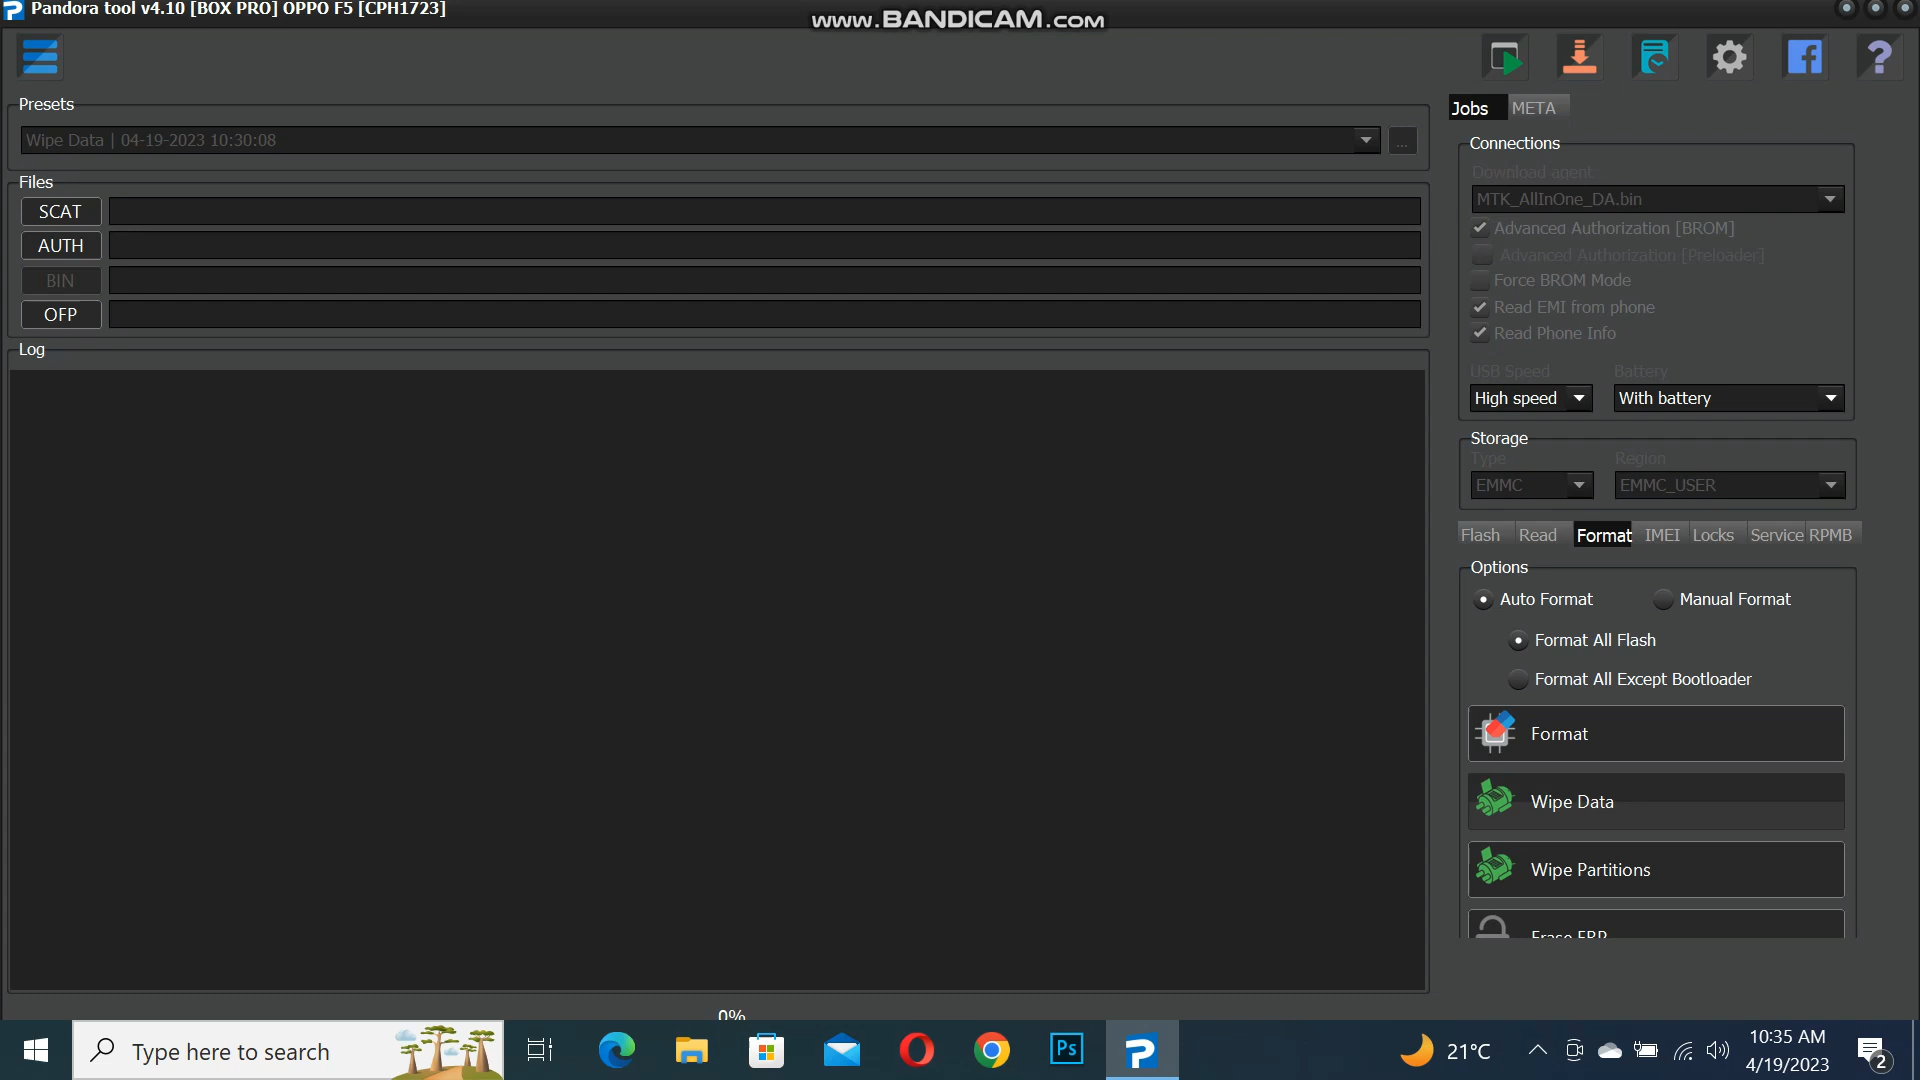 Pandora tool v4.10 [BOX PRO] OPPO F5 [CPH1723]
www.BANDICAM.com
Presets
Wipe Data | 04-19-2023 10:30:08
...
Files
SCAT
AUTH
BIN
OFP
Log
0%
Jobs META
Connections
Download agent
MTK_AllInOne_DA.bin
Advanced Authorization [BROM]
Advanced Authorization [Preloader]
Force BROM Mode
Read EMI from phone
Read Phone Info
USB Speed Battery
High speed With battery
Storage
Type Region
EMMC EMMC_USER
Flash Read Format IMEI Locks Service RPMB
Options
Auto Format Manual Format
Format All Flash
Format All Except Bootloader
Format
Wipe Data
Wipe Partitions
Erase FRP
Type here to search
Ps
21°C
10:35 AM
4/19/2023
2